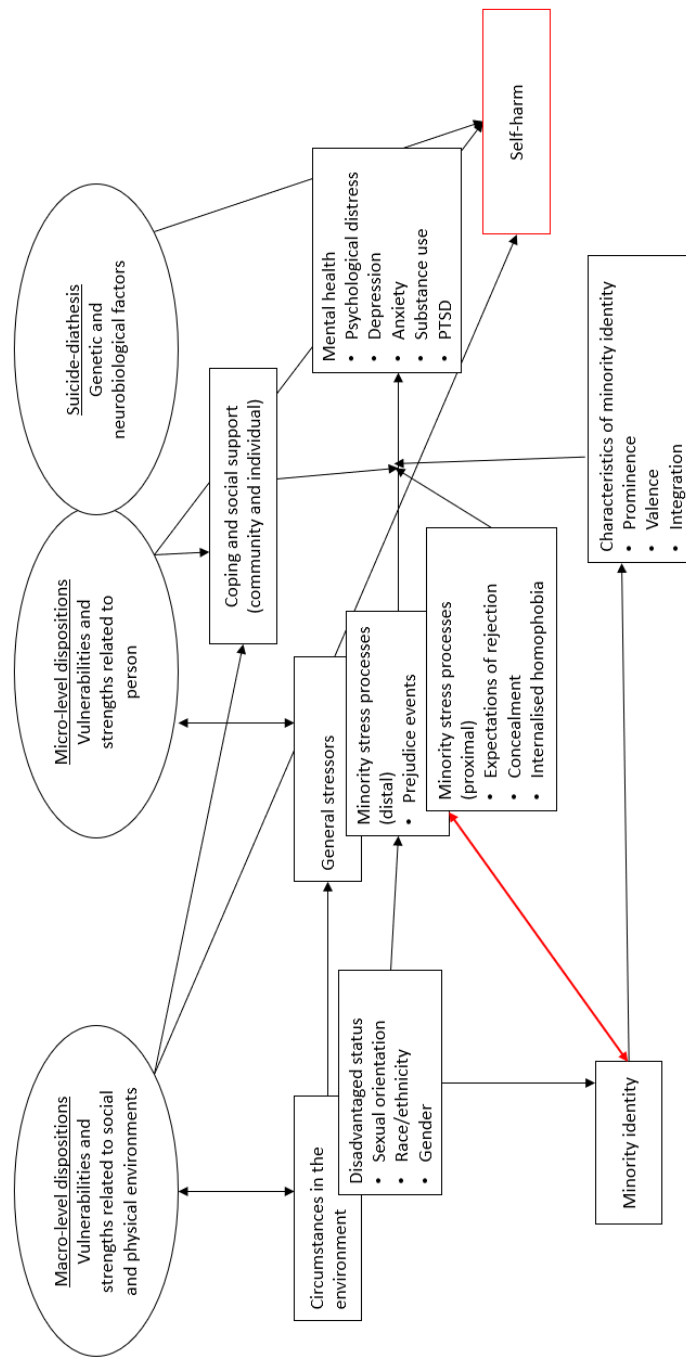 Macro-level dispositions
Vulnerabilities and
strengths related to social
and physical environments
Micro-level dispositions
Vulnerabilities and
strengths related to
person
Suicide-diathesis
Genetic and
neurobiological factors
Coping and social support
(community and individual)
Circumstances in the
environment
General stressors
Disadvantaged status
• Sexual orientation
• Race/ethnicity
• Gender
Minority stress processes
(distal)
• Prejudice events
Minority stress processes
(proximal)
• Expectations of rejection
• Concealment
• Internalised homophobia
Mental health
• Psychological distress
• Depression
• Anxiety
• Substance use
• PTSD
Self-harm
Minority identity
Characteristics of minority identity
• Prominence
• Valence
• Integration